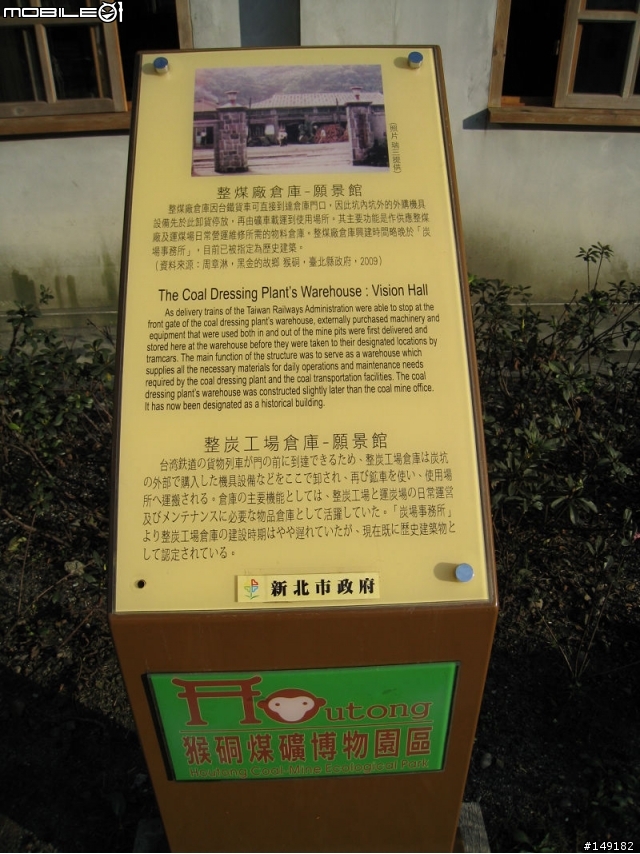 MOBILE01
(照片 勝三提供)
整煤廠倉庫-願景館
整煤廠倉庫因台鐵貨車可直接到達倉庫門口，因此坑內坑外的外購機具
設備先於此卸貨停放，再由礦車載運到使用場所。其主要功能是作供應整煤
廠及運煤場日常營運維修所需的物料倉庫，整煤廠倉庫興建時間略晚於「炭
場事務所」，目前已被指定為歷史建築。
(資料來源：周章淋，黑金的故鄉 猴硐，臺北縣政府，2009)
The Coal Dressing Plant's Warehouse : Vision Hall
As delivery trains of the Taiwan Railways Administration were able to stop at the
front gate of the coal dressing plant's warehouse, externally purchased machinery and
equipment that were used both in and out of the mine pits were first delivered and
stored here at the warehouse before they were taken to their designated locations by
tramcars. The main function of the structure was to serve as a warehouse which
supplies all the necessary materials for daily operations and maintenance needs
required by the coal dressing plant and the coal transportation facilities. The coal
dressing plant's warehouse was constructed slightly later than the coal mine office.
It has now been designated as a historical building.
整炭工場倉庫-願景館
台湾鉄道の貨物列車が門の前に到達できるため、整炭工場倉庫は炭坑
の外部で購入した機具設備などをここで卸され、再び鉱車を使い、使用場
所へ運搬される。倉庫の主要機能としては、整炭工場と運炭場の日常運営
及びメンテナンスに必要な物品倉庫として活躍していた。「炭場事務所」
より整炭工場倉庫の建設時期はやや遅れていたが、現在既に歴史建築物と
して認定されている。
新北市政府
Houtong
猴硐煤礦博物園區
Houtong Coal-Mine Ecological Park
#149182